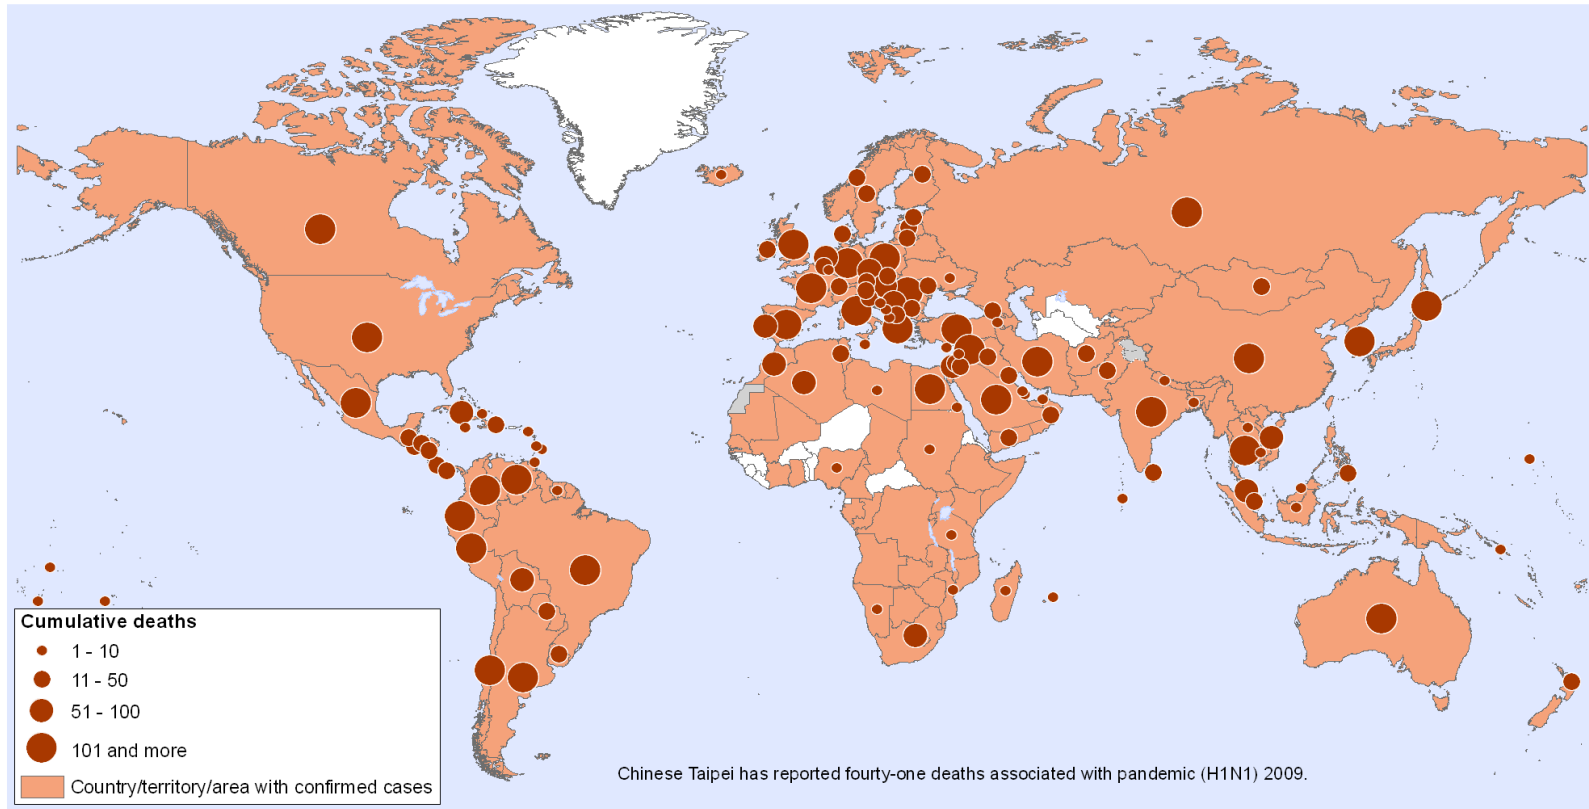 Cumulative deaths
1 - 10
11 - 50
51 - 100
101 and more
Country/territory/area with confirmed cases
Chinese Taipei has reported fourty-one deaths associated with pandemic (H1N1) 2009.